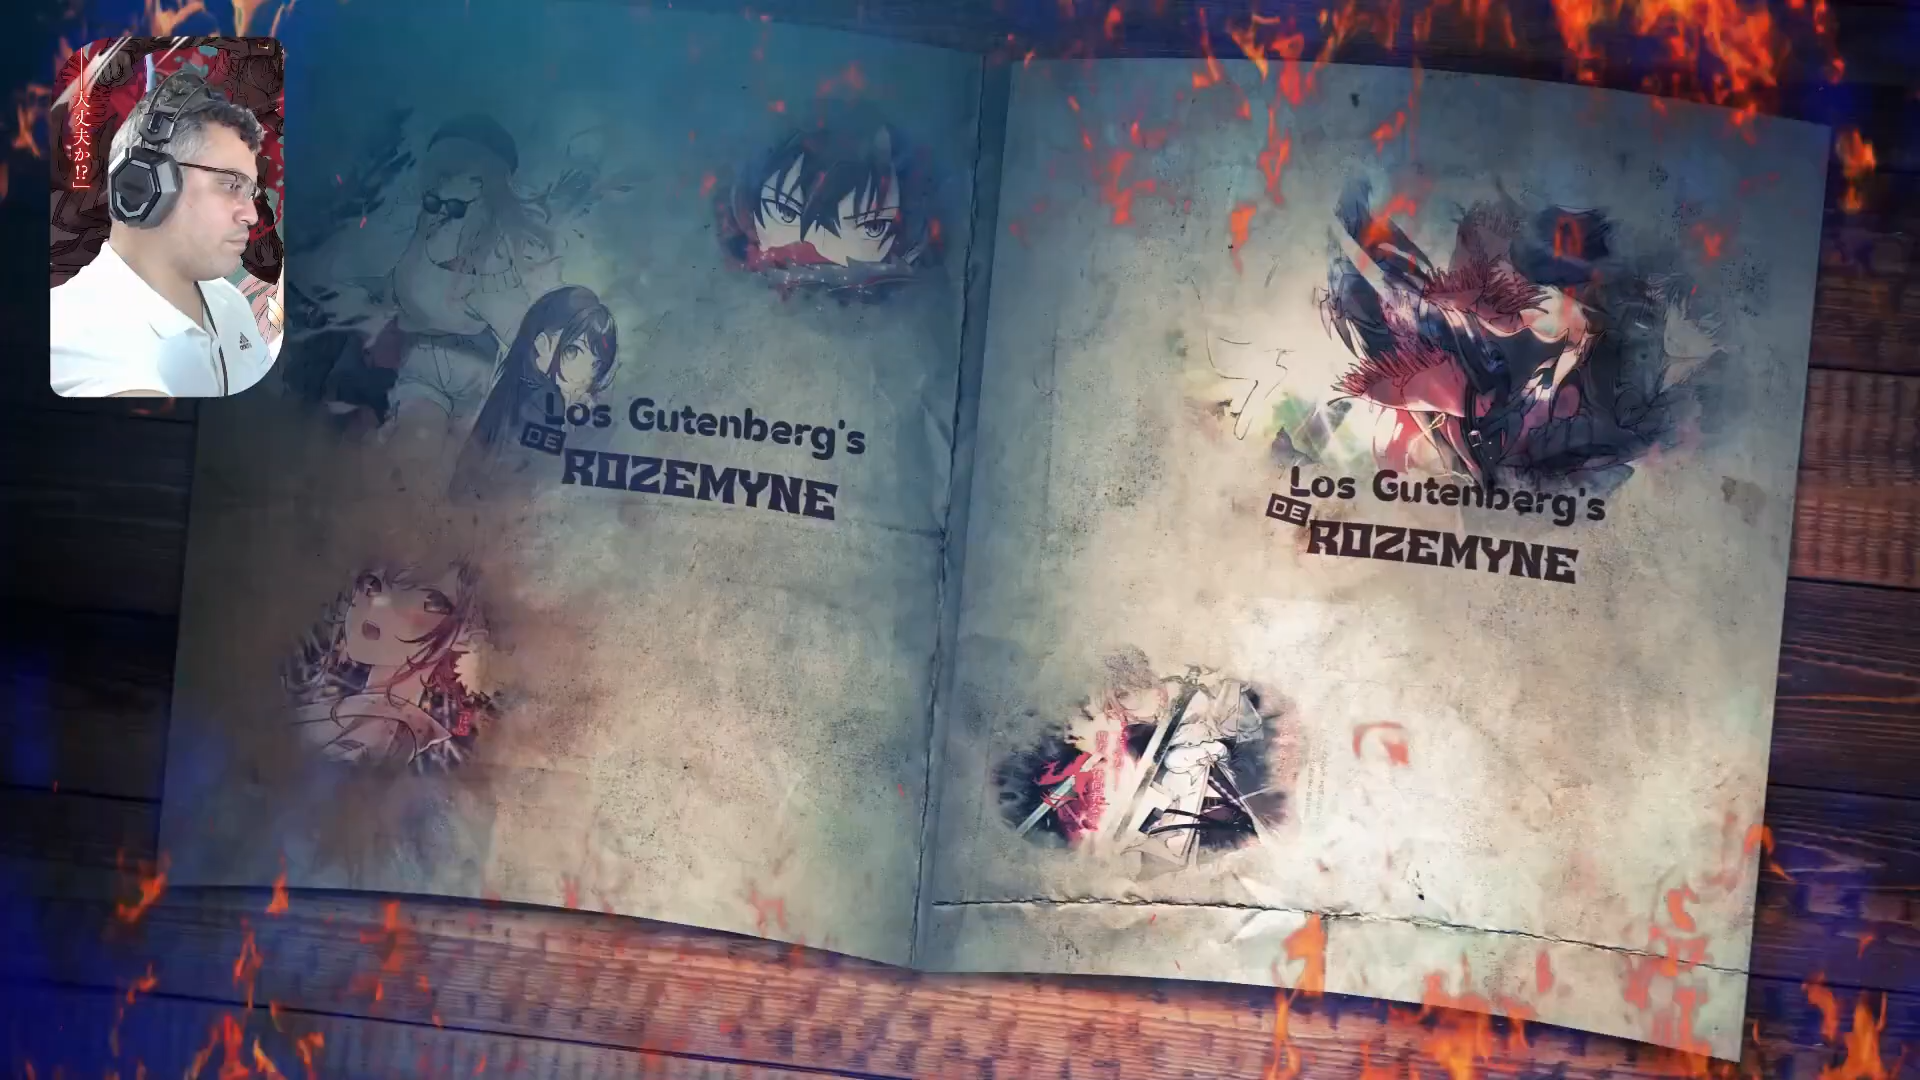 大丈夫か!?」
Los Gutenberg's
DE
ROZEMYNE
Los Gutenberg's
DE
ROZEMYNE